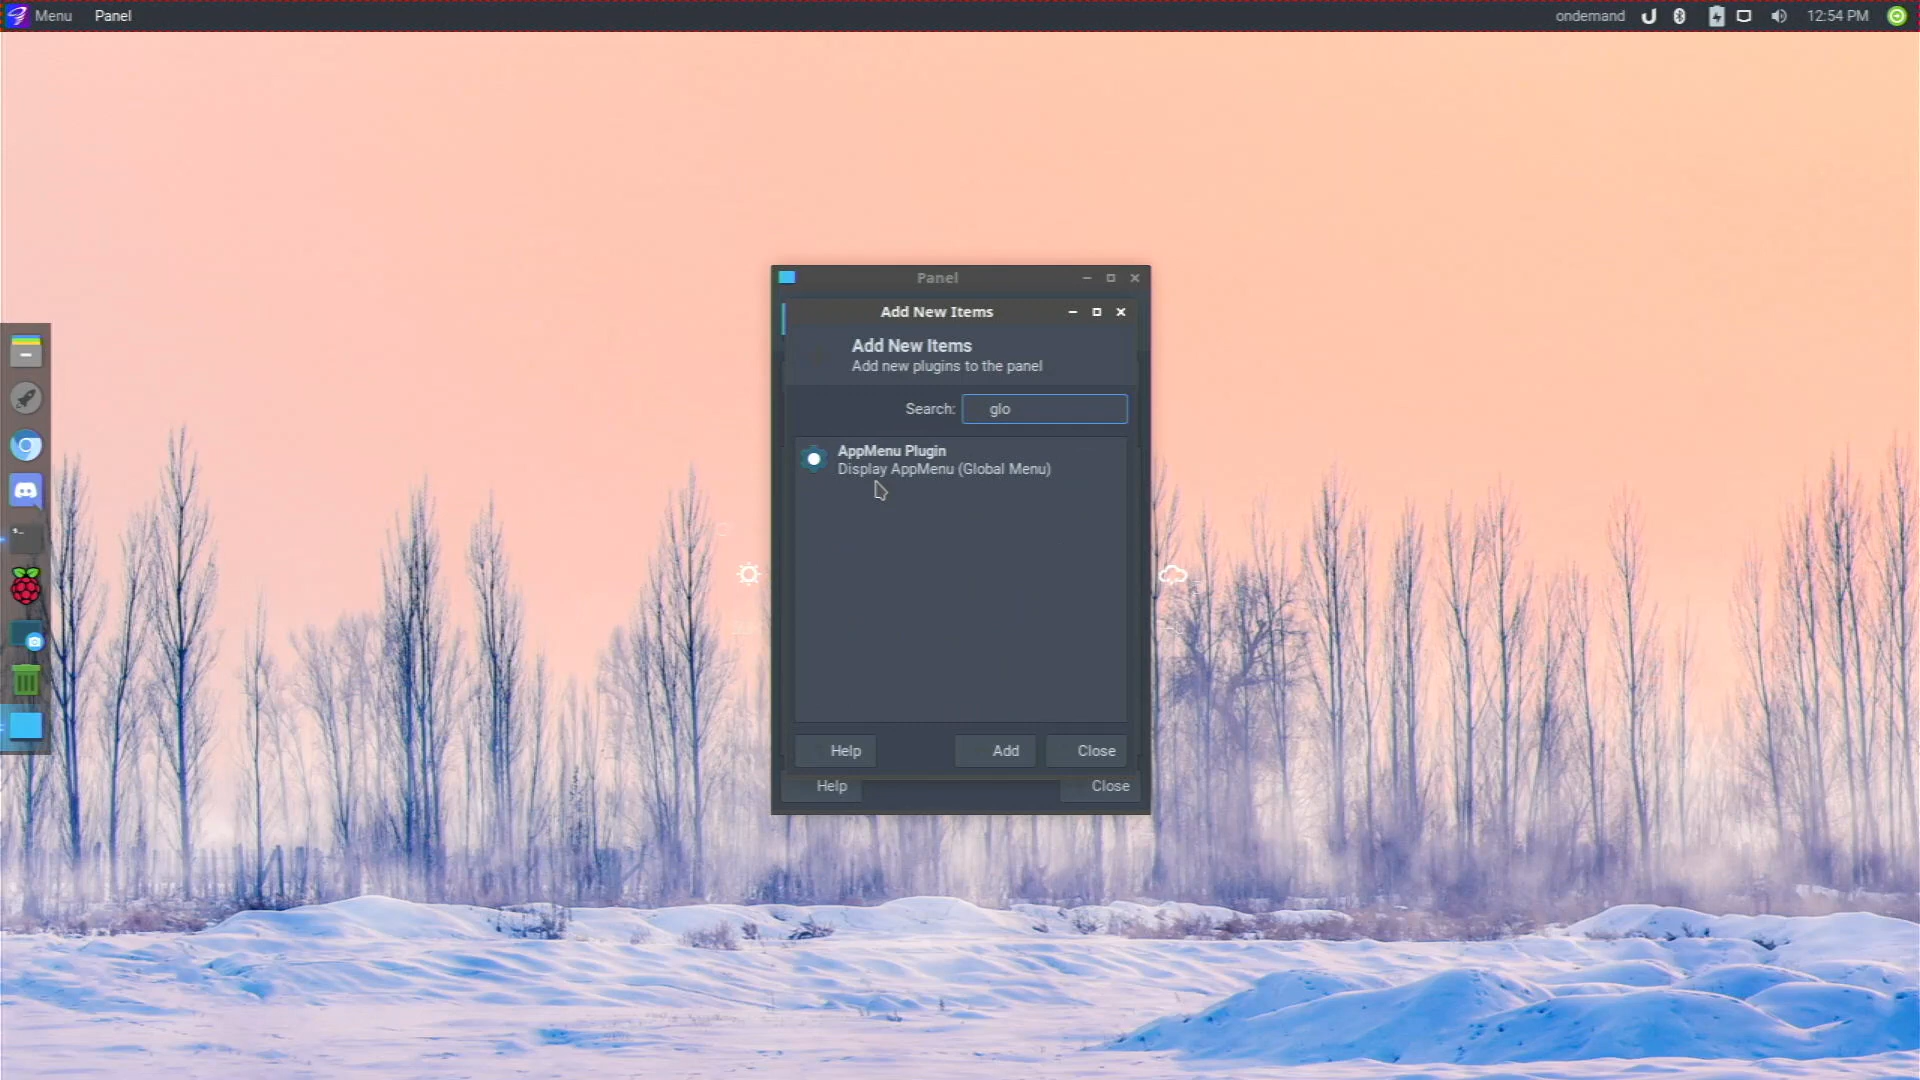 Menu Panel
ondemand 12:54 PM
Panel
Add New Items
Add New Items
Add new plugins to the panel
Search: glo
AppMenu Plugin
Display AppMenu (Global Menu)
Help Add Close
Help Close